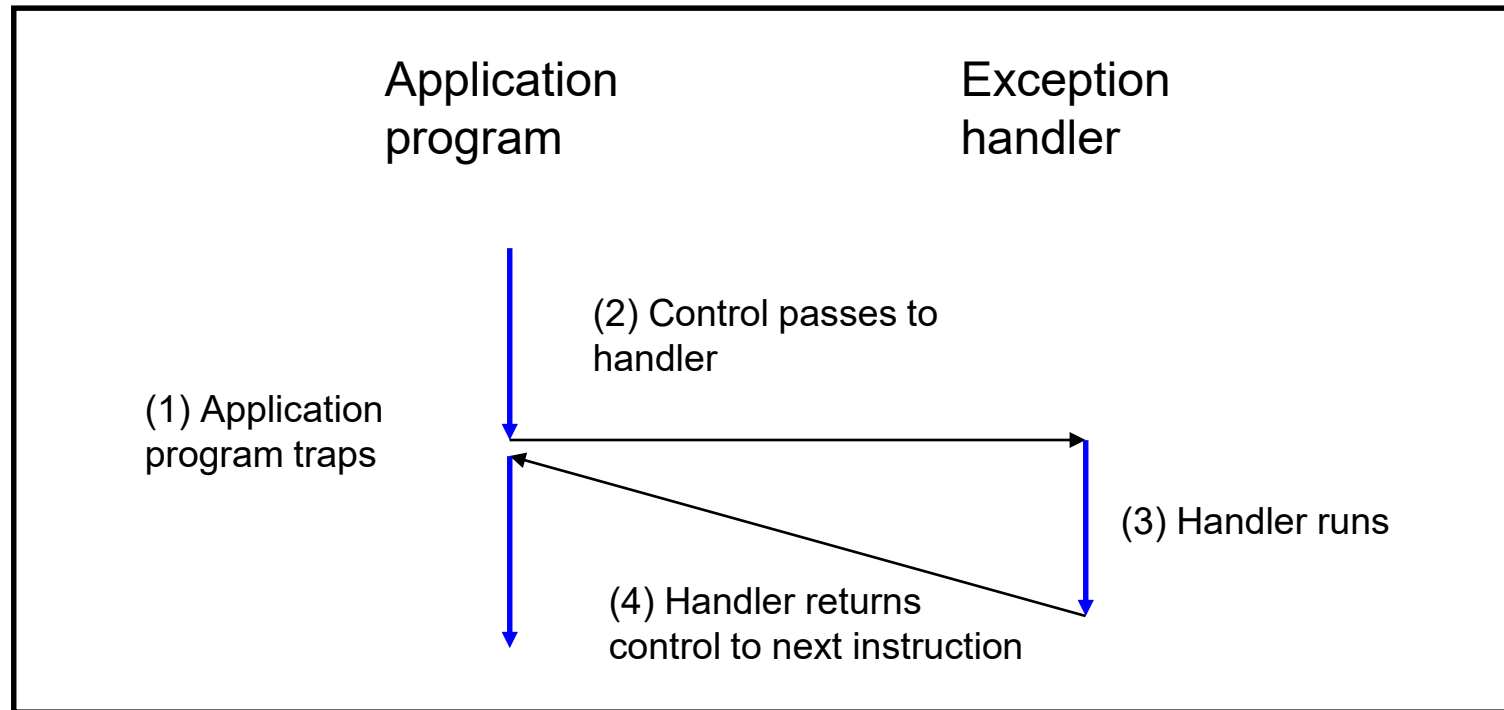 Application
program
Exception
handler
(2) Control passes to
handler
(1) Application
program traps
(3) Handler runs
(4) Handler returns
control to next instruction